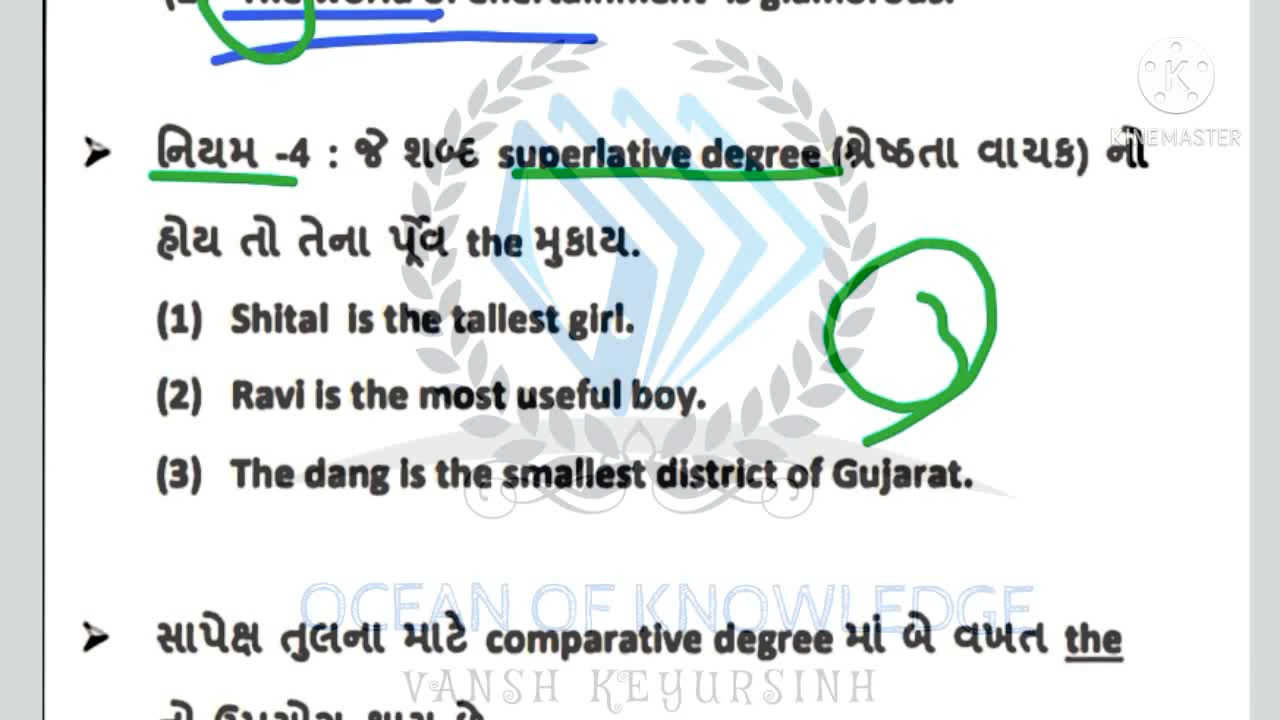 is glamorous.
K
KINEMASTER
➤ નિયમ -4 : જે શબ્દ superlative degree (શ્રેષ્ઠતા વાચક) નો
હોય તો તેના પૂર્વે the મુકાય.
(1) Shital is the tallest girl.
(2) Ravi is the most useful boy.
(3) The dang is the smallest district of Gujarat.
OCEAN OF KNOWLEDGE
➤ સાપેક્ષ તુલના માટે comparative degree માં બે વખત the
VANSH KEYURSINH